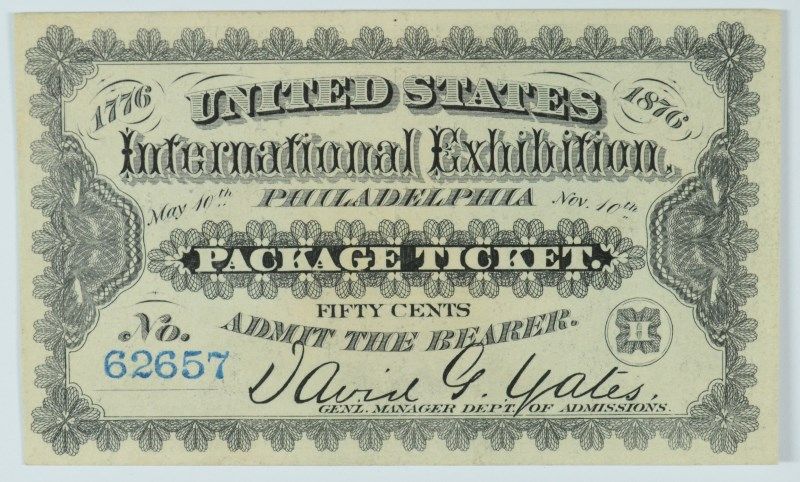 1776 UNITED STATES 1876
International Exhibition,
May 10th PHILADELPHIA Nov. 10th
PACKAGE TICKET.
FIFTY CENTS
No. ADMIT THE BEARER. H
62657 David G. Yates,
GENL. MANAGER DEPT. OF ADMISSIONS.